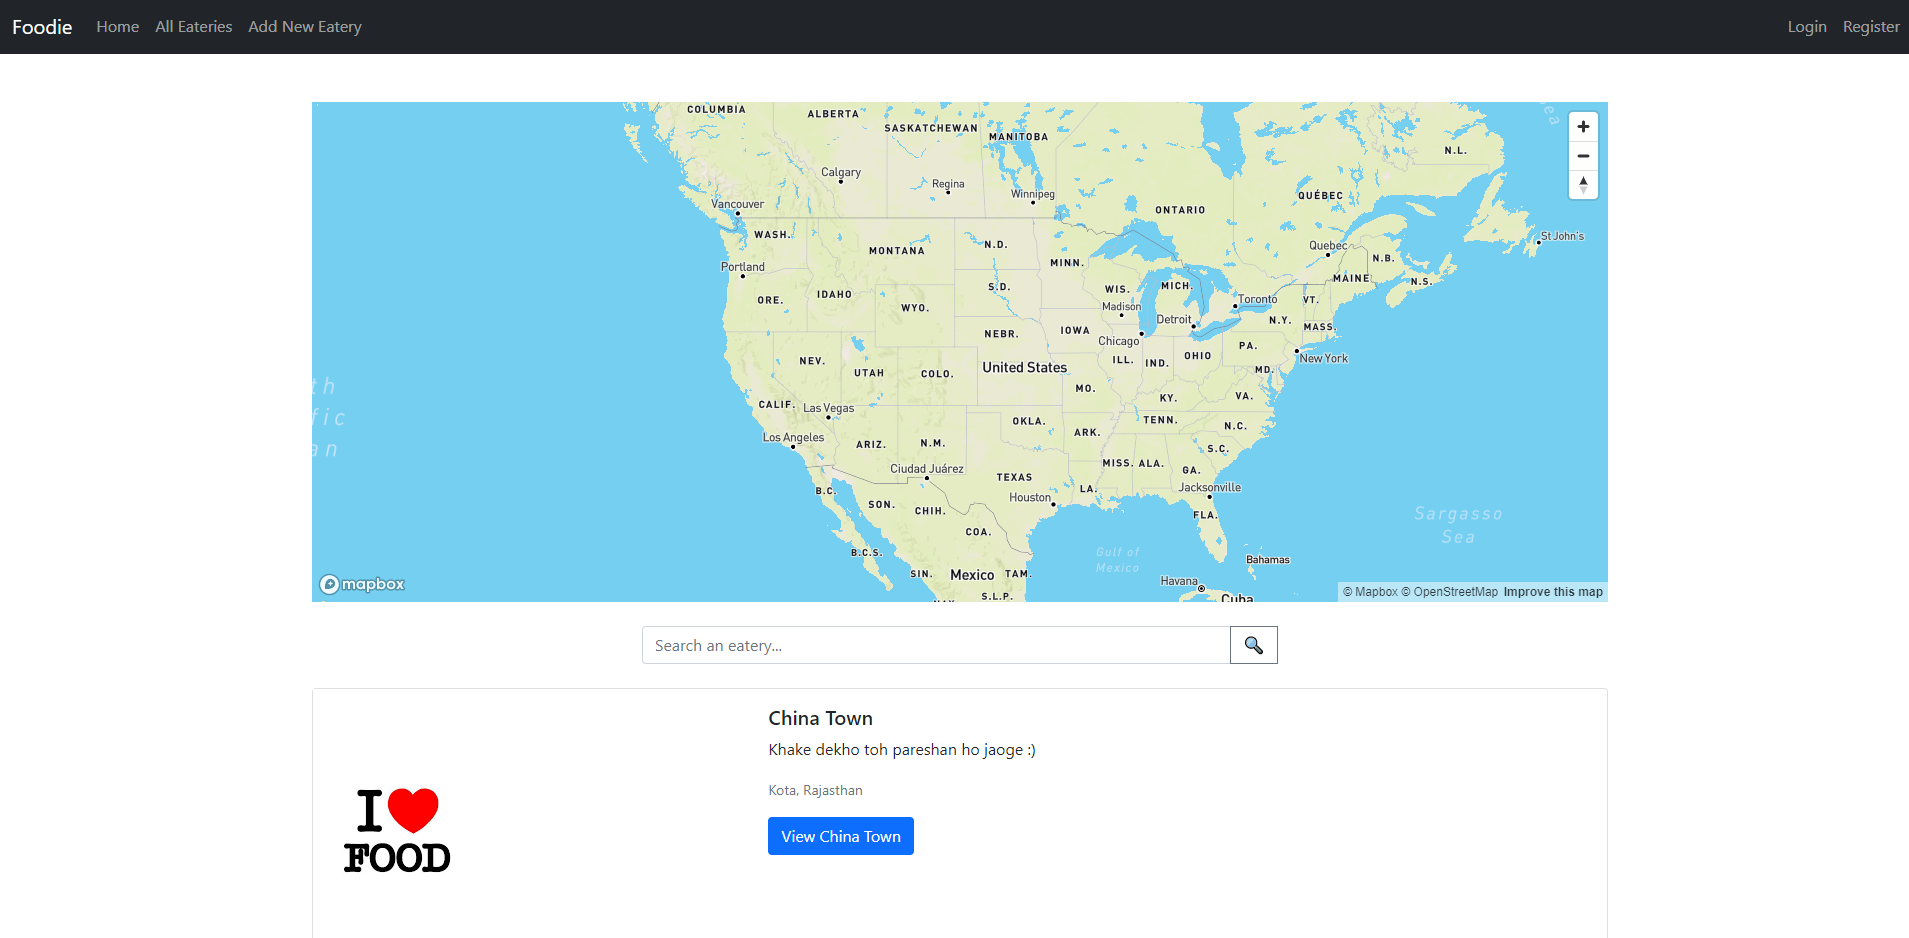 Foodie Home All Eateries Add New Eatery Login Register
COLUMBIA
ALBERTA
SASKATCHEWAN
MANITOBA
N.L.
Calgary
Regina
Winnipeg
QUÉBEC
Vancouver
ONTARIO
WASH.
MONTANA
N.D.
Quebec
St John's
Portland
MINN.
N.B.
MAINE
N.S.
ORE.
IDAHO
WYO.
S.D.
WIS.
MICH.
Madison
Toronto
VT.
Detroit
N.Y.
MASS.
NEBR.
IOWA
Chicago
PA.
NEV.
UTAH
COLO.
United States
ILL.
IND.
OHIO
New York
MD.
MO.
KY.
VA.
CALIF.
Las Vegas
OKLA.
TENN.
N.C.
Los Angeles
ARIZ.
N.M.
ARK.
S.C.
Ciudad Juárez
TEXAS
MISS.
ALA.
GA.
B.C.
SON.
CHIH.
Houston
LA.
Jacksonville
FLA.
Sargasso
Sea
COA.
B.C.S.
Gulf of
Mexico
Bahamas
SIN.
Mexico
TAM.
Havana
S.L.P.
Cuba
mapbox
© Mapbox © OpenStreetMap Improve this map
Search an eatery...
China Town
Khake dekho toh pareshan ho jaoge :)
Kota, Rajasthan
View China Town
I
FOOD